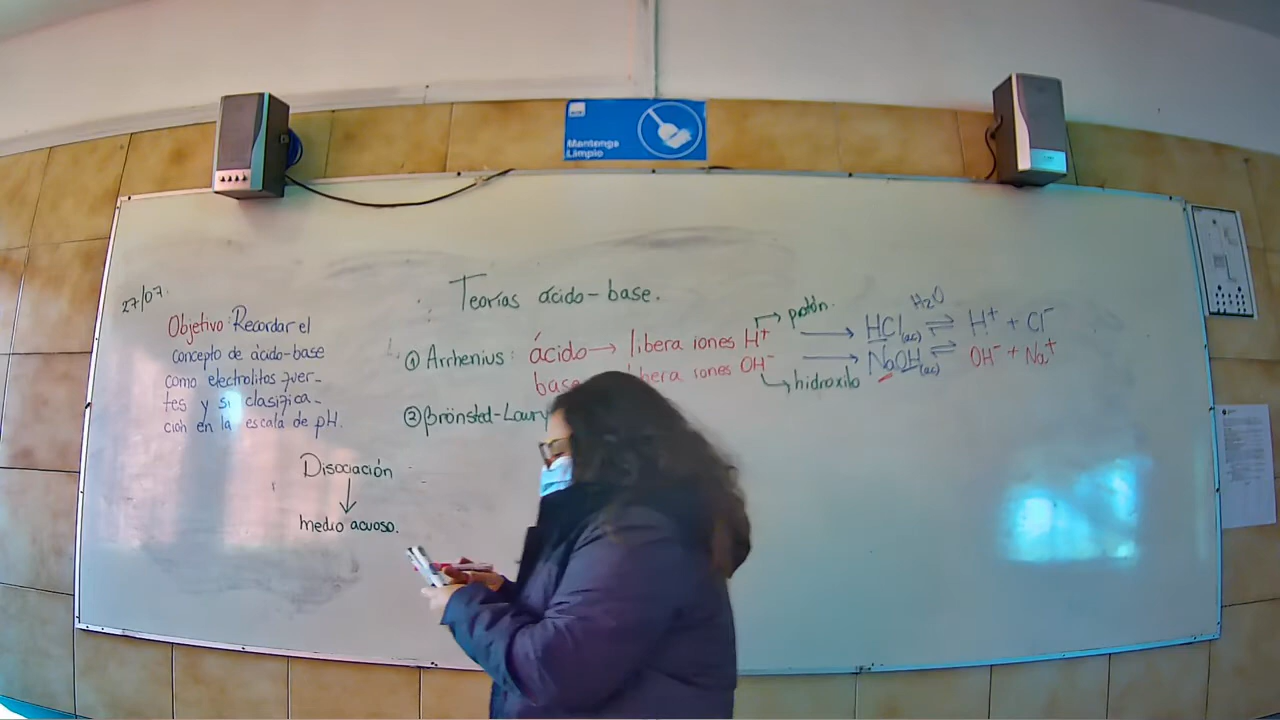 Mantenga
Limpio
27/07.
Teorías ácido-base.
Objetivo: Recordar el
concepto de ácido-base
como electrolitos fuer-
tes y si clasifica-
ción en la escala de pH.
Disociación
↓
medio acuoso.
① Arrhenius: ácido → libera iones H⁺ → protón. → HCl(ac) ⇌ H₂O H⁺ + Cl⁻
base libera iones OH⁻ → hidroxilo → NaOH(ac) ⇌ OH⁻ + Na⁺
② Brönsted-Lowry